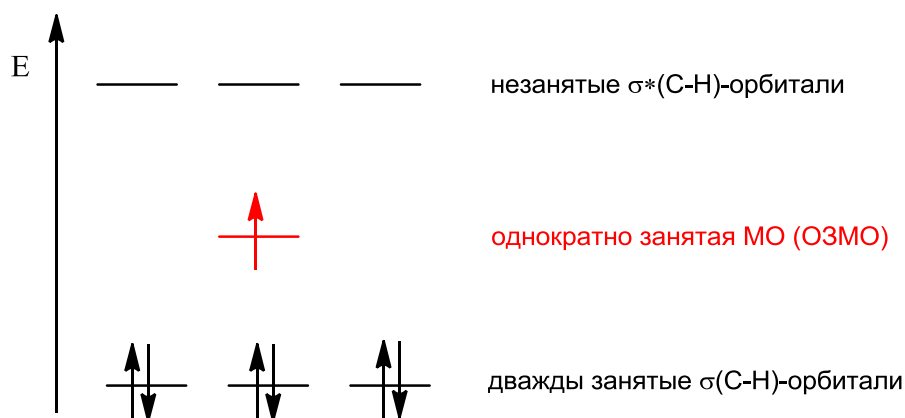 E
незанятые σ*(C-H)-орбитали
однократно занятая МО (ОЗМО)
дважды занятые σ(C-H)-орбитали